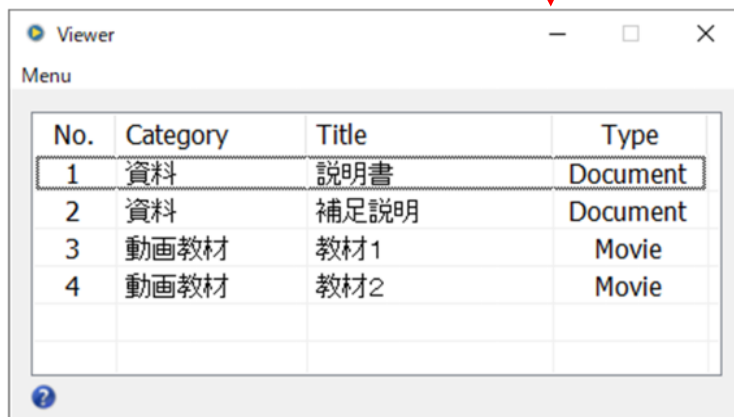 Viewer
Menu
No. Category Title Type
1 資料 説明書 Document
2 資料 補足説明 Document
3 動画教材 教材1 Movie
4 動画教材 教材2 Movie
?